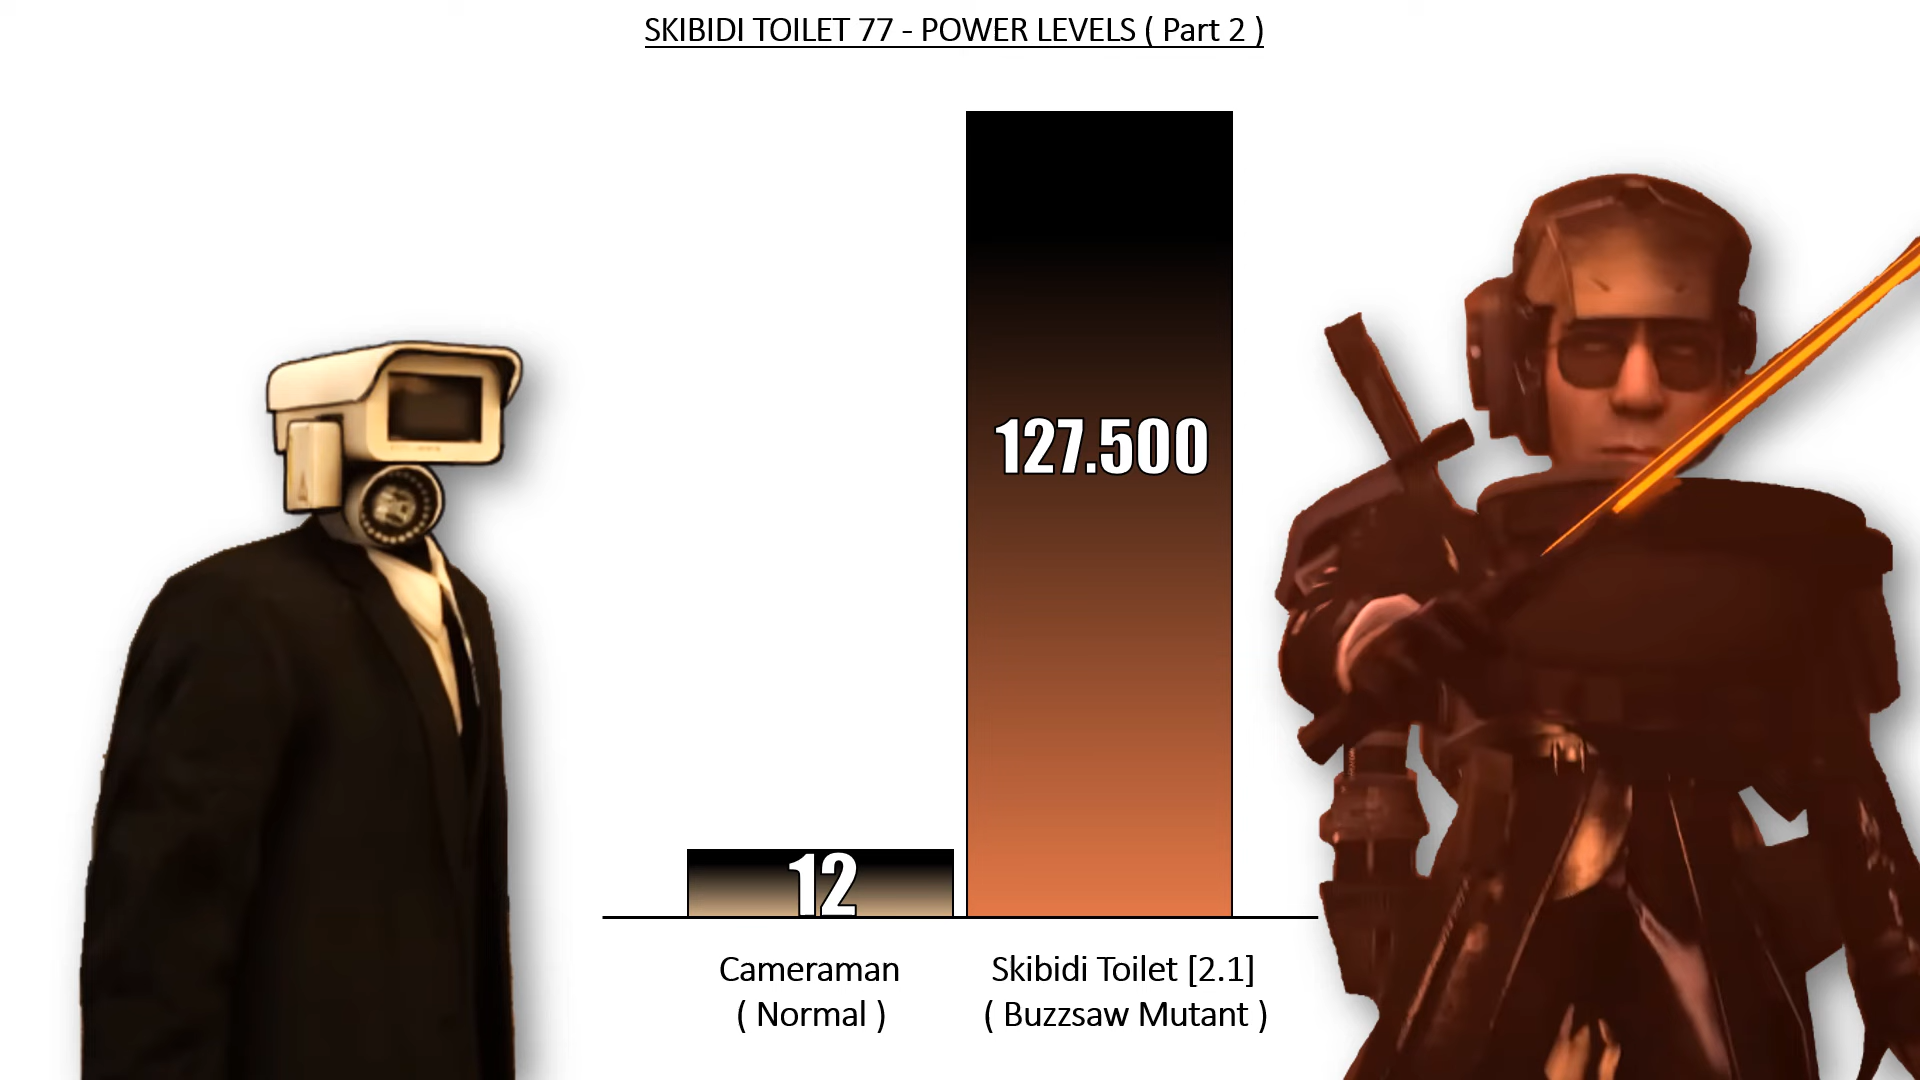 SKIBIDI TOILET 77 - POWER LEVELS ( Part 2 )
127.500
12
Cameraman
( Normal )
Skibidi Toilet [2.1]
( Buzzsaw Mutant )